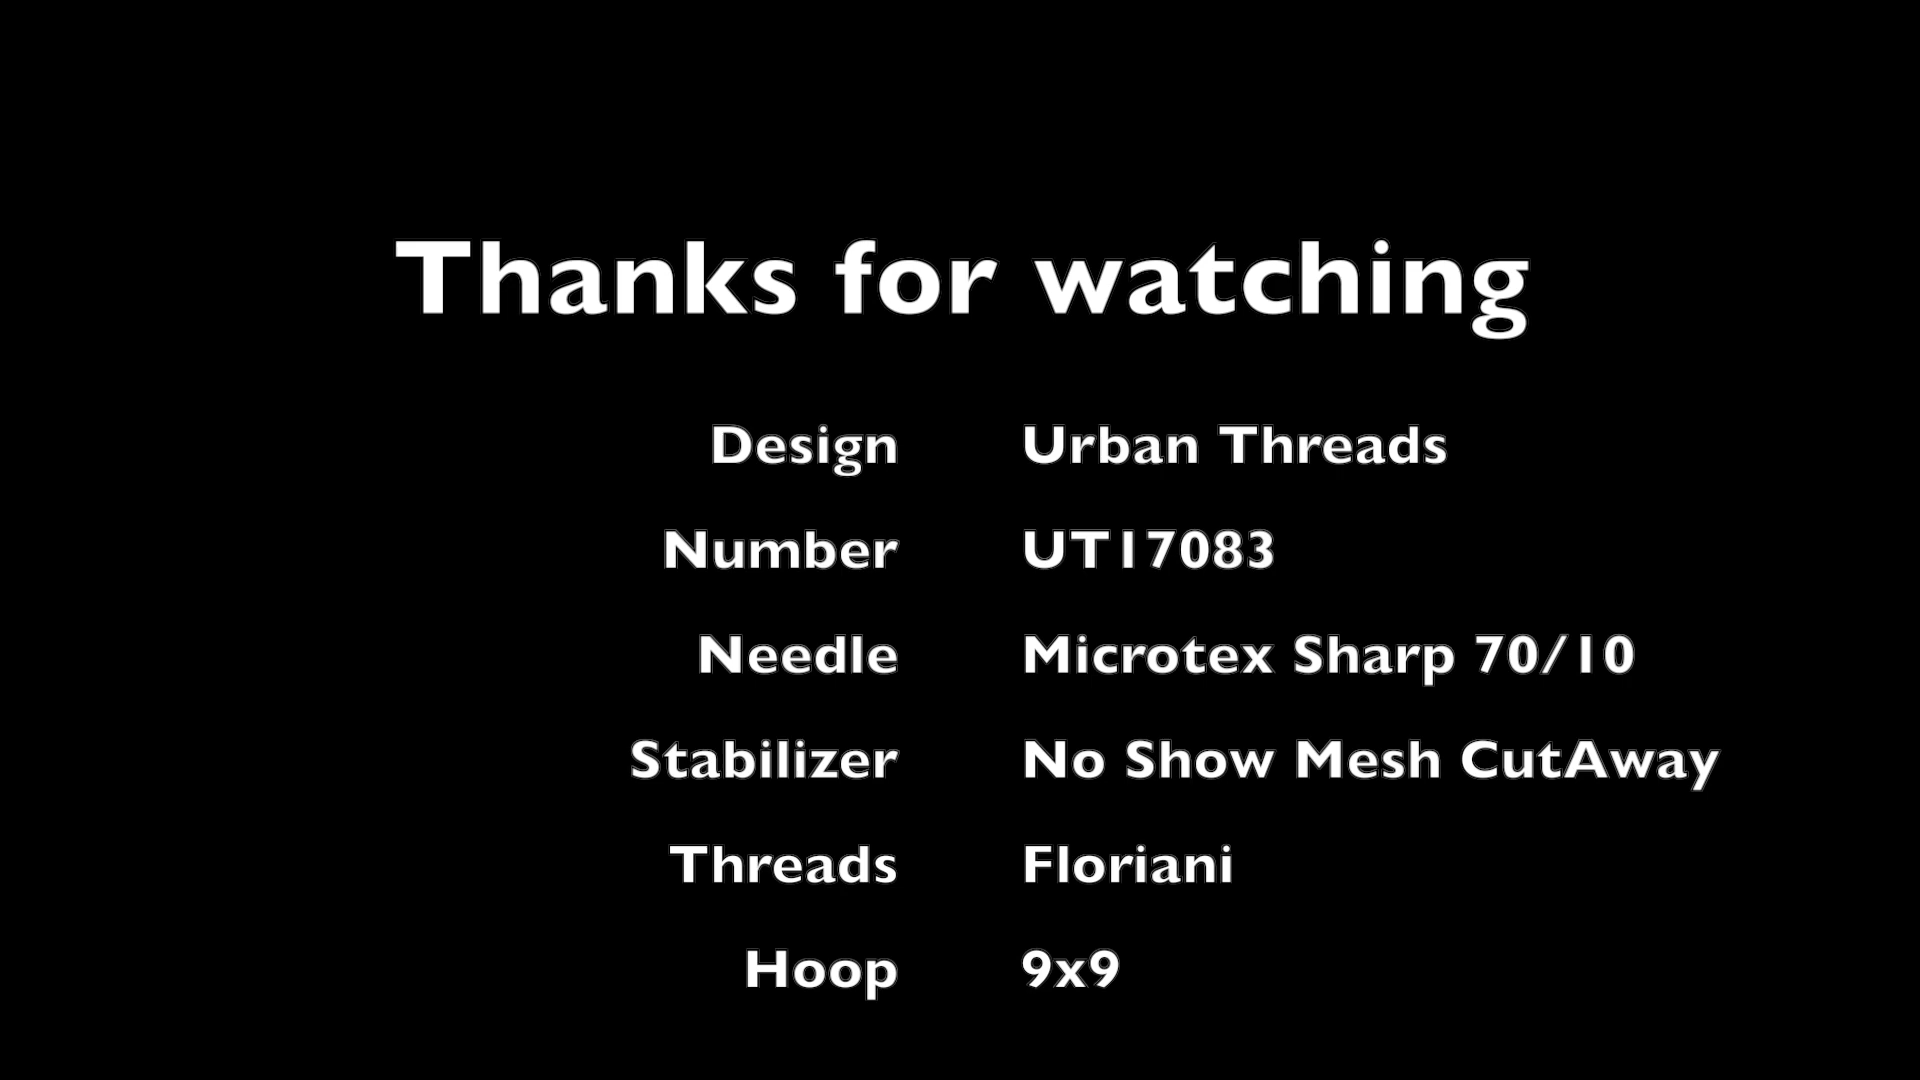 Thanks for watching
Design Urban Threads
Number UT17083
Needle Microtex Sharp 70/10
Stabilizer No Show Mesh CutAway
Threads Floriani
Hoop 9x9